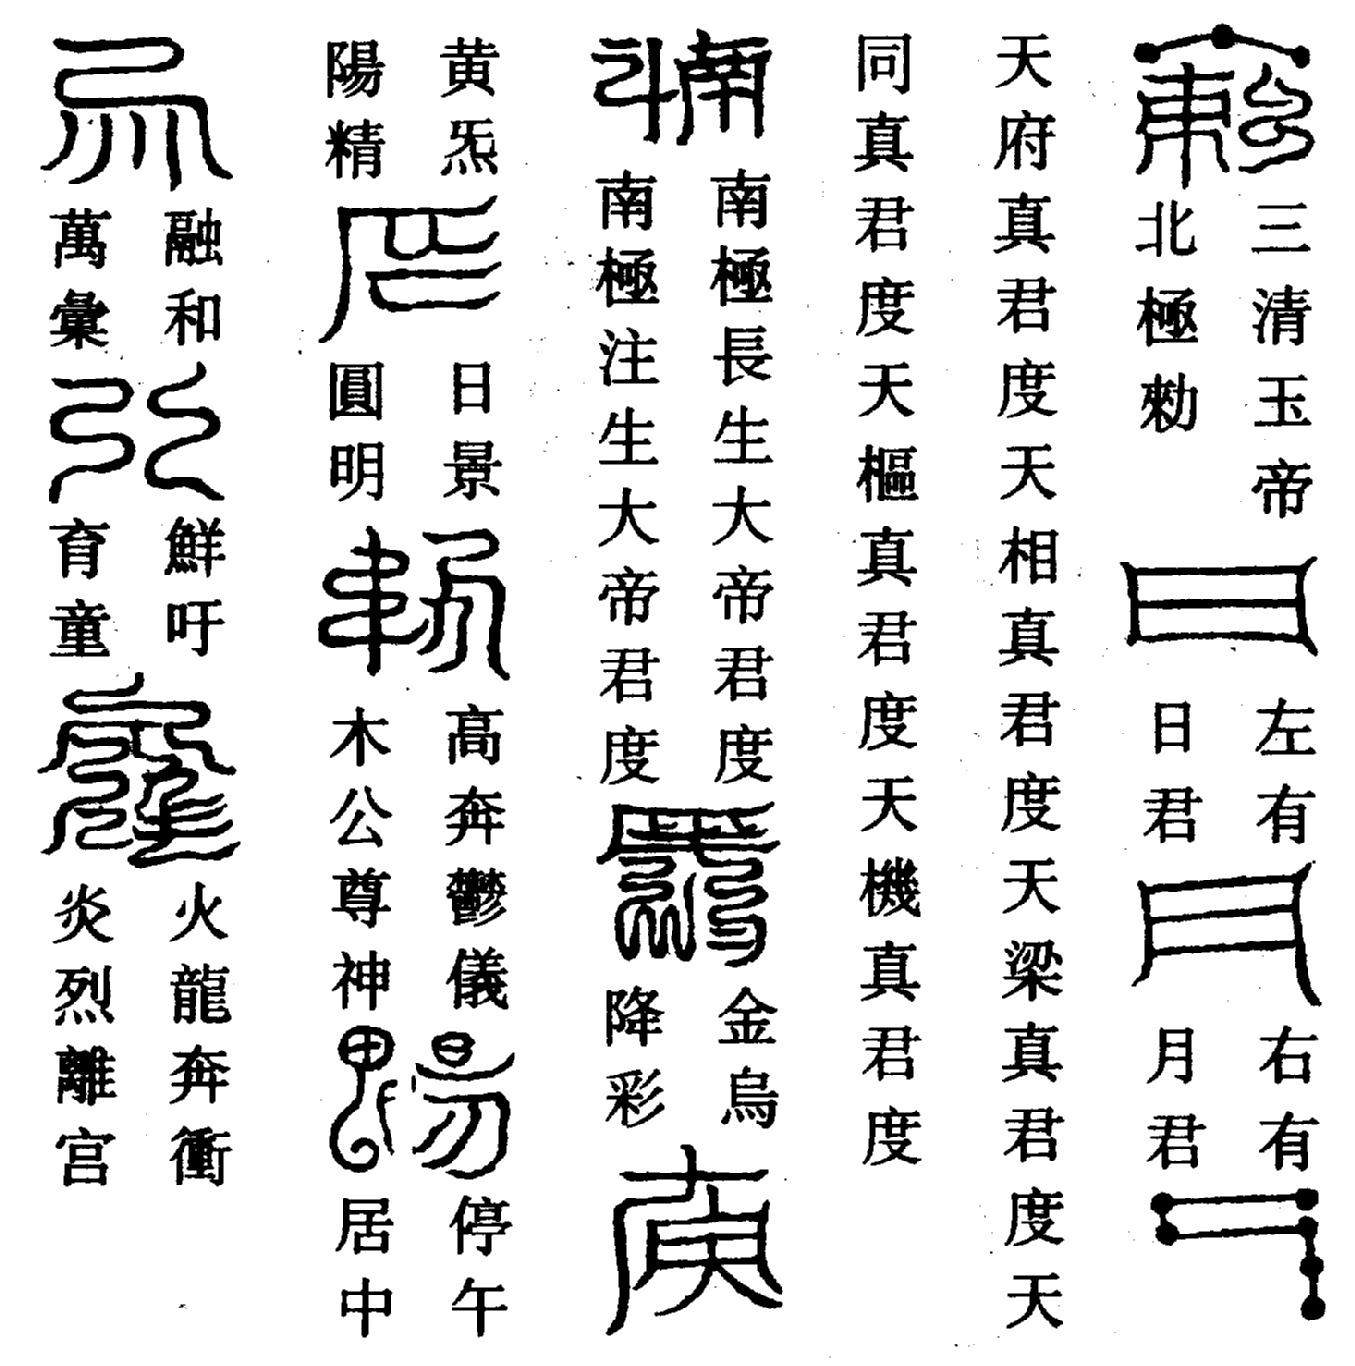 三清玉帝
北極勑
左有
日君
右有
月君
天府真君度天相真君度天梁真君度天
同真君度天樞真君度天機真君度
南極長生大帝君度
南極注生大帝君度
金烏
降彩
黄炁
陽精
日景
圓明
高奔鬱儀
木公尊神
停午
居中
融和
萬彙
鮮吁
育童
火龍奔衝
炎烈離宫